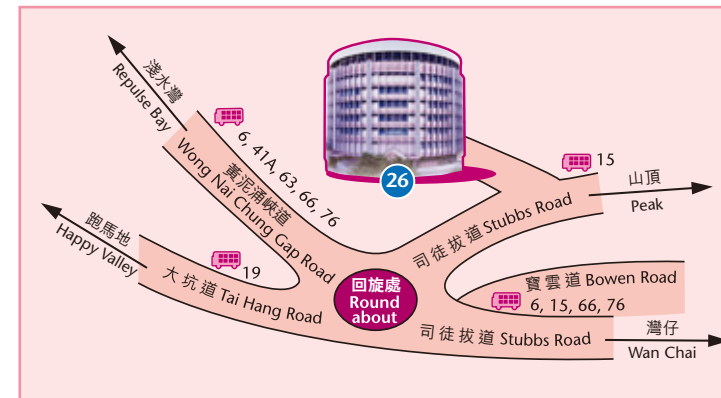 淺水灣
Repulse Bay
6, 41A, 63, 66, 76
黃泥涌峽道
Wong Nai Chung Gap Road
26
15
山頂
Peak
司徒拔道 Stubbs Road
跑馬地
Happy Valley
19
大坑道 Tai Hang Road
回旋處
Round
about
寶雲道 Bowen Road
6, 15, 66, 76
司徒拔道 Stubbs Road
灣仔
Wan Chai